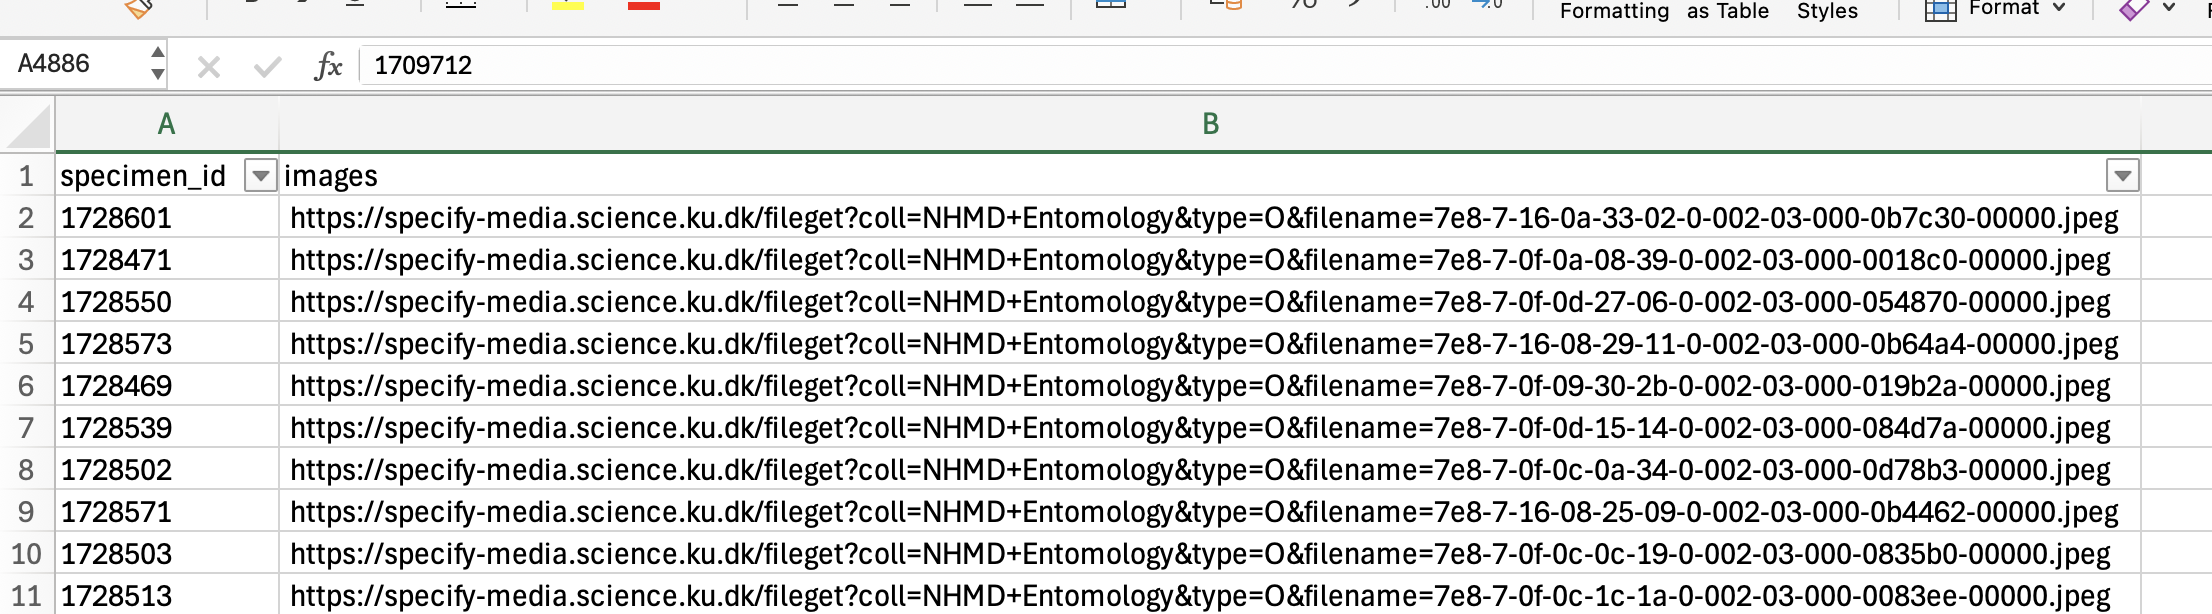 Formatting as Table Styles Format
A4886 fx 1709712
A B
1 specimen_id images
2 1728601 https://specify-media.science.ku.dk/fileget?coll=NHMD+Entomology&type=O&filename=7e8-7-16-0a-33-02-0-002-03-000-0b7c30-00000.jpeg
3 1728471 https://specify-media.science.ku.dk/fileget?coll=NHMD+Entomology&type=O&filename=7e8-7-0f-0a-08-39-0-002-03-000-0018c0-00000.jpeg
4 1728550 https://specify-media.science.ku.dk/fileget?coll=NHMD+Entomology&type=O&filename=7e8-7-0f-0d-27-06-0-002-03-000-054870-00000.jpeg
5 1728573 https://specify-media.science.ku.dk/fileget?coll=NHMD+Entomology&type=O&filename=7e8-7-16-08-29-11-0-002-03-000-0b64a4-00000.jpeg
6 1728469 https://specify-media.science.ku.dk/fileget?coll=NHMD+Entomology&type=O&filename=7e8-7-0f-09-30-2b-0-002-03-000-019b2a-00000.jpeg
7 1728539 https://specify-media.science.ku.dk/fileget?coll=NHMD+Entomology&type=O&filename=7e8-7-0f-0d-15-14-0-002-03-000-084d7a-00000.jpeg
8 1728502 https://specify-media.science.ku.dk/fileget?coll=NHMD+Entomology&type=O&filename=7e8-7-0f-0c-0a-34-0-002-03-000-0d78b3-00000.jpeg
9 1728571 https://specify-media.science.ku.dk/fileget?coll=NHMD+Entomology&type=O&filename=7e8-7-16-08-25-09-0-002-03-000-0b4462-00000.jpeg
10 1728503 https://specify-media.science.ku.dk/fileget?coll=NHMD+Entomology&type=O&filename=7e8-7-0f-0c-0c-19-0-002-03-000-0835b0-00000.jpeg
11 1728513 https://specify-media.science.ku.dk/fileget?coll=NHMD+Entomology&type=O&filename=7e8-7-0f-0c-1c-1a-0-002-03-000-0083ee-00000.jpeg